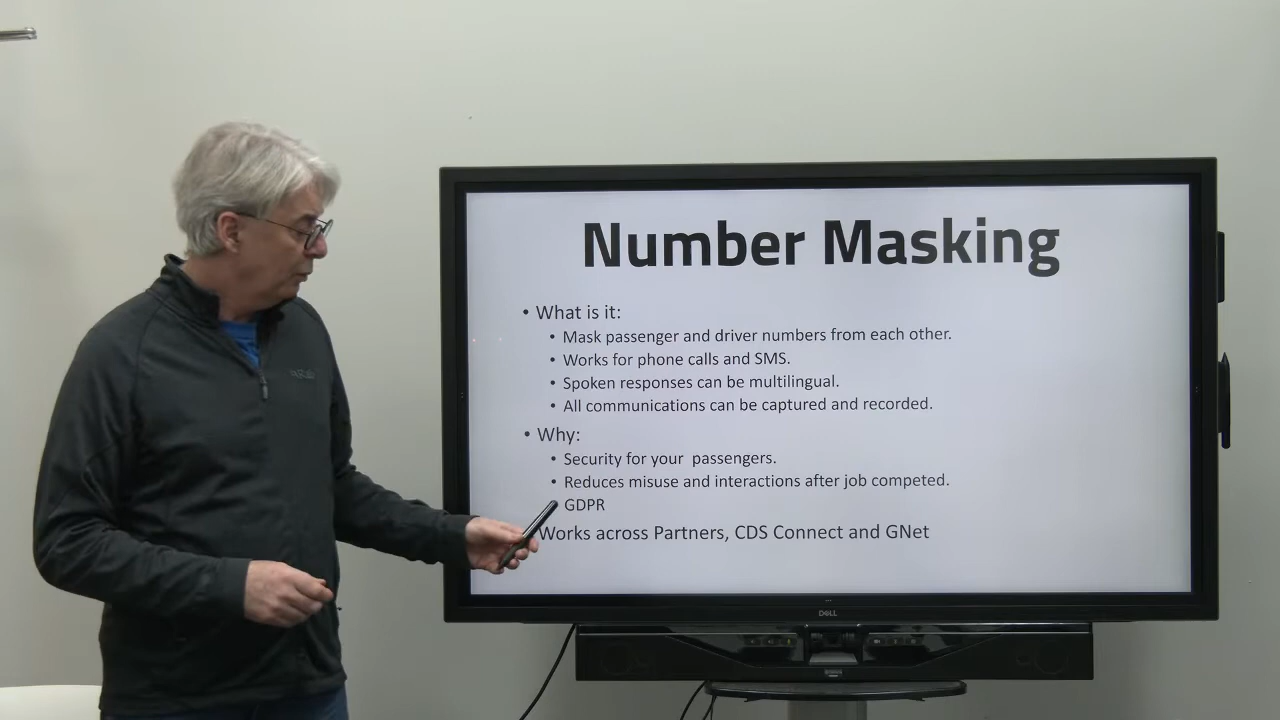 Number Masking
• What is it:
• Mask passenger and driver numbers from each other.
• Works for phone calls and SMS.
• Spoken responses can be multilingual.
• All communications can be captured and recorded.
• Why:
• Security for your passengers.
• Reduces misuse and interactions after job competed.
GDPR
Works across Partners, CDS Connect and GNet
DELL